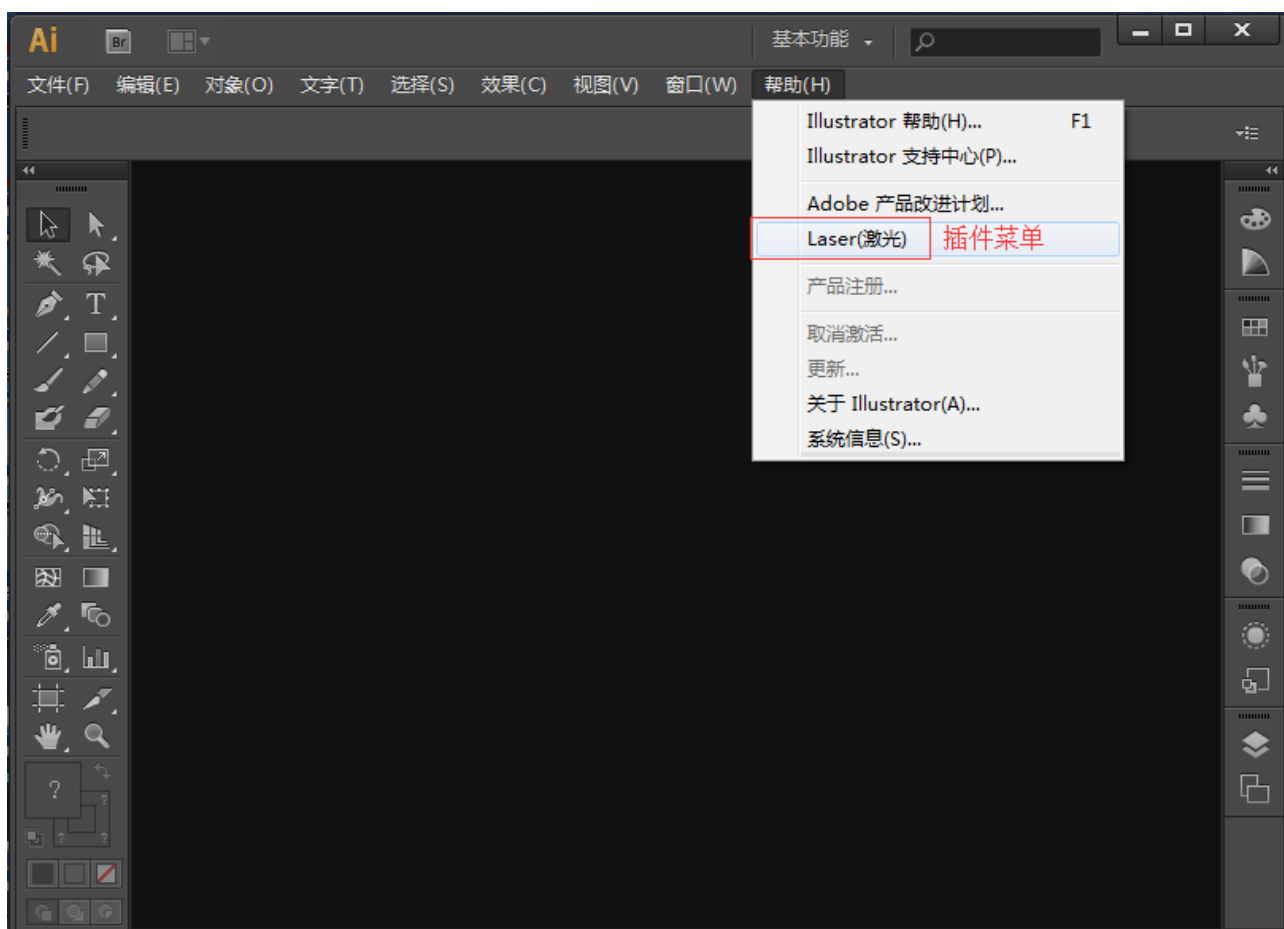 Ai Br 基本功能
文件(F) 编辑(E) 对象(O) 文字(T) 选择(S) 效果(C) 视图(V) 窗口(W) 帮助(H)
Illustrator 帮助(H)... F1
Illustrator 支持中心(P)...
Adobe 产品改进计划...
Laser(激光) 插件菜单
产品注册...
取消激活...
更新...
关于 Illustrator(A)...
系统信息(S)...
T
?
?
? ?